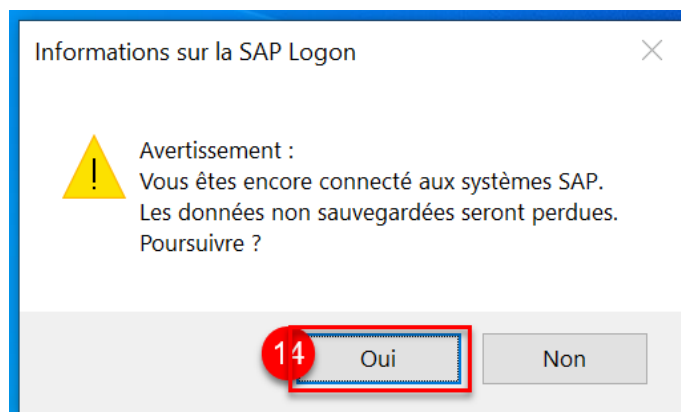 Informations sur la SAP Logon
Avertissement :
Vous êtes encore connecté aux systèmes SAP.
Les données non sauvegardées seront perdues.
Poursuivre ?
14 Oui Non